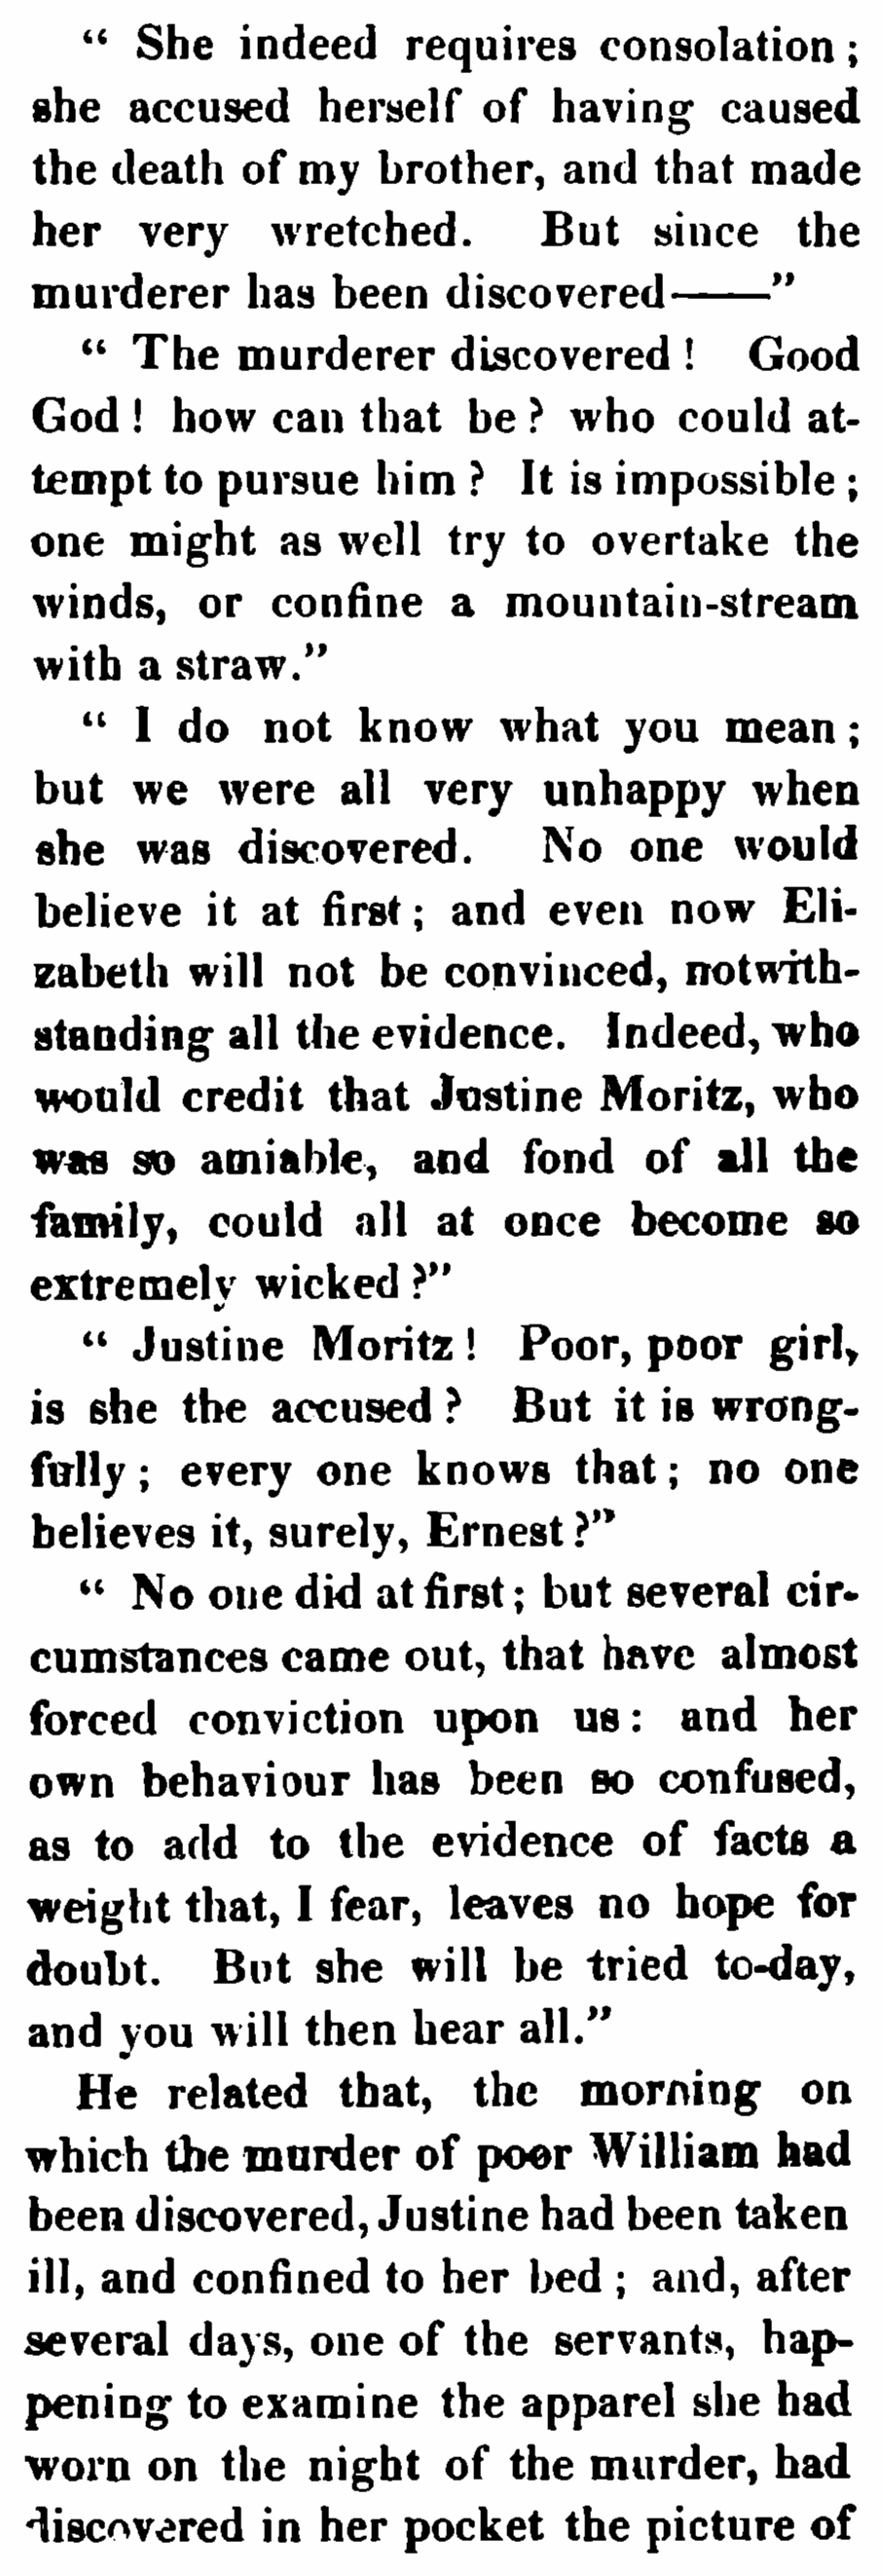 “ She indeed requires consolation ;
she accused herself of having caused
the death of my brother, and that made
her very wretched. But since the
murderer has been discovered——”
“ The murderer discovered ! Good
God ! how can that be ? who could at-
tempt to pursue him ? It is impossible ;
one might as well try to overtake the
winds, or confine a mountain-stream
with a straw.”
“ I do not know what you mean ;
but we were all very unhappy when
she was discovered. No one would
believe it at first ; and even now Eli-
zabeth will not be convinced, notwith-
standing all the evidence. Indeed, who
would credit that Justine Moritz, who
was so amiable, and fond of all the
family, could all at once become so
extremely wicked ?”
“ Justine Moritz ! Poor, poor girl,
is she the accused ? But it is wrong-
fully ; every one knows that ; no one
believes it, surely, Ernest ?”
“ No one did at first ; but several cir-
cumstances came out, that have almost
forced conviction upon us : and her
own behaviour has been so confused,
as to add to the evidence of facts a
weight that, I fear, leaves no hope for
doubt. But she will be tried to-day,
and you will then hear all.”
He related that, the morning on
which the murder of poor William had
been discovered, Justine had been taken
ill, and confined to her bed ; and, after
several days, one of the servants, hap-
pening to examine the apparel she had
worn on the night of the murder, had
discovered in her pocket the picture of